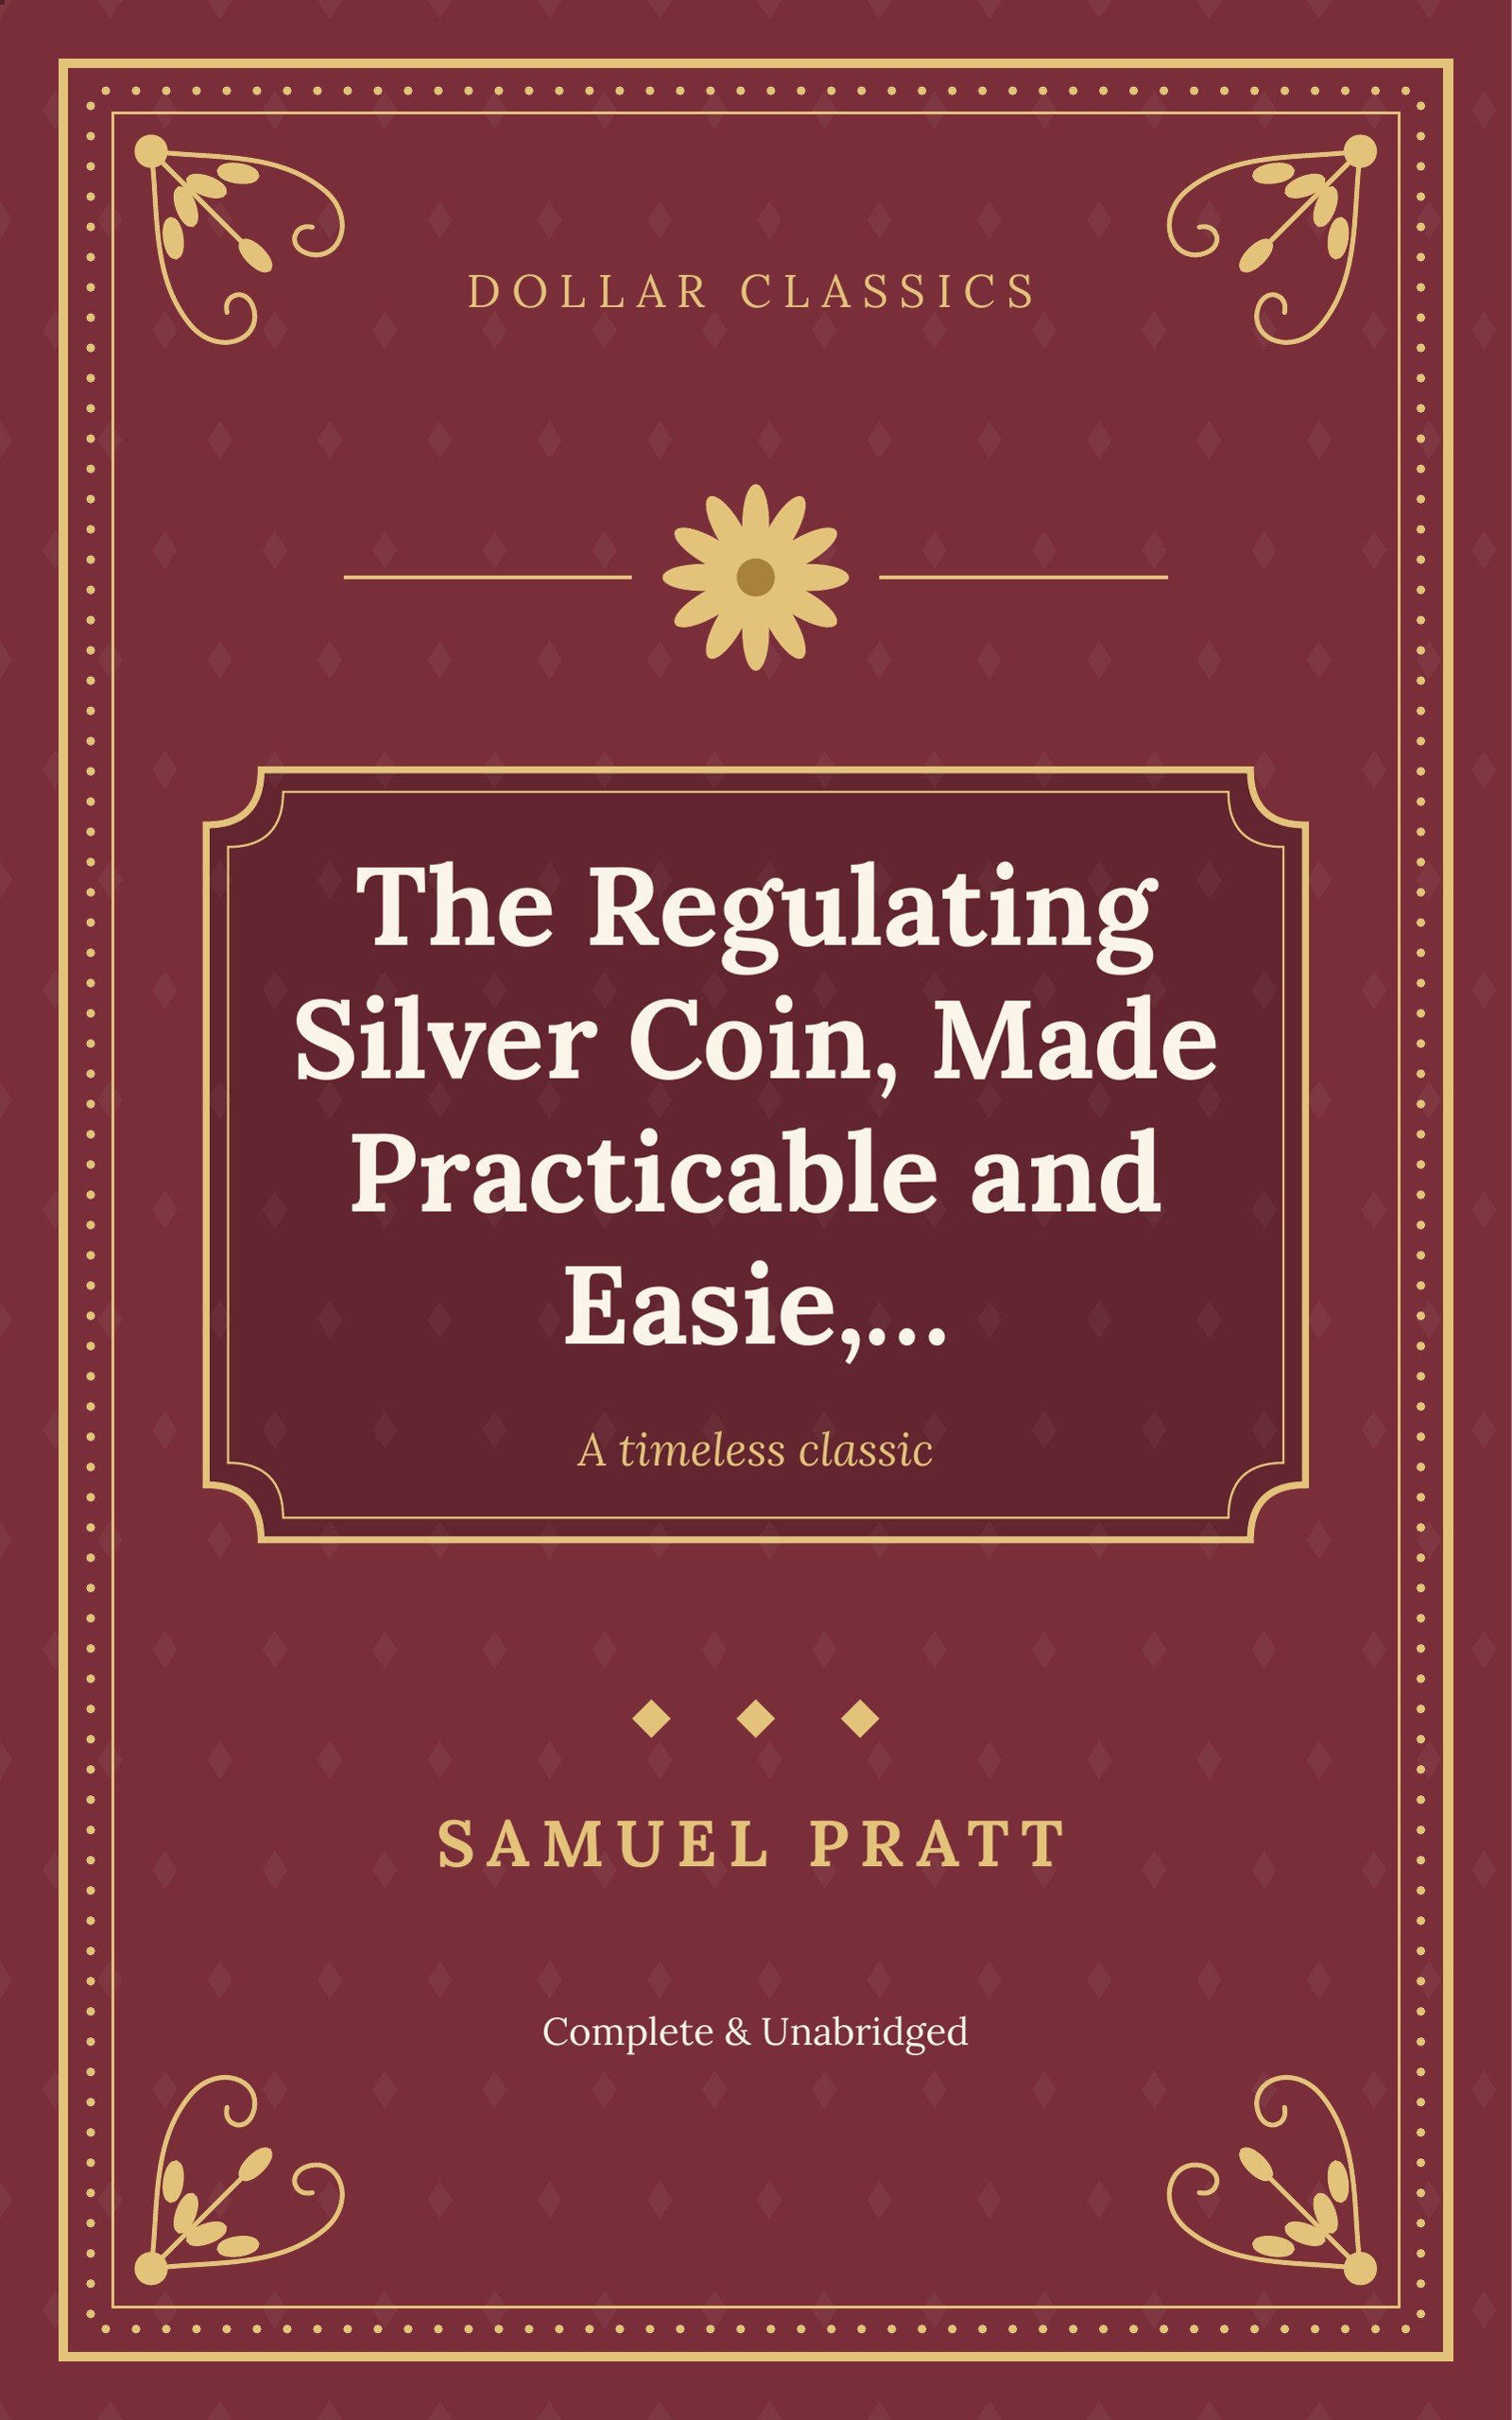 DOLLAR CLASSICS
The Regulating
Silver Coin, Made
Practicable and
Easie,...
A timeless classic
SAMUEL PRATT
Complete & Unabridged